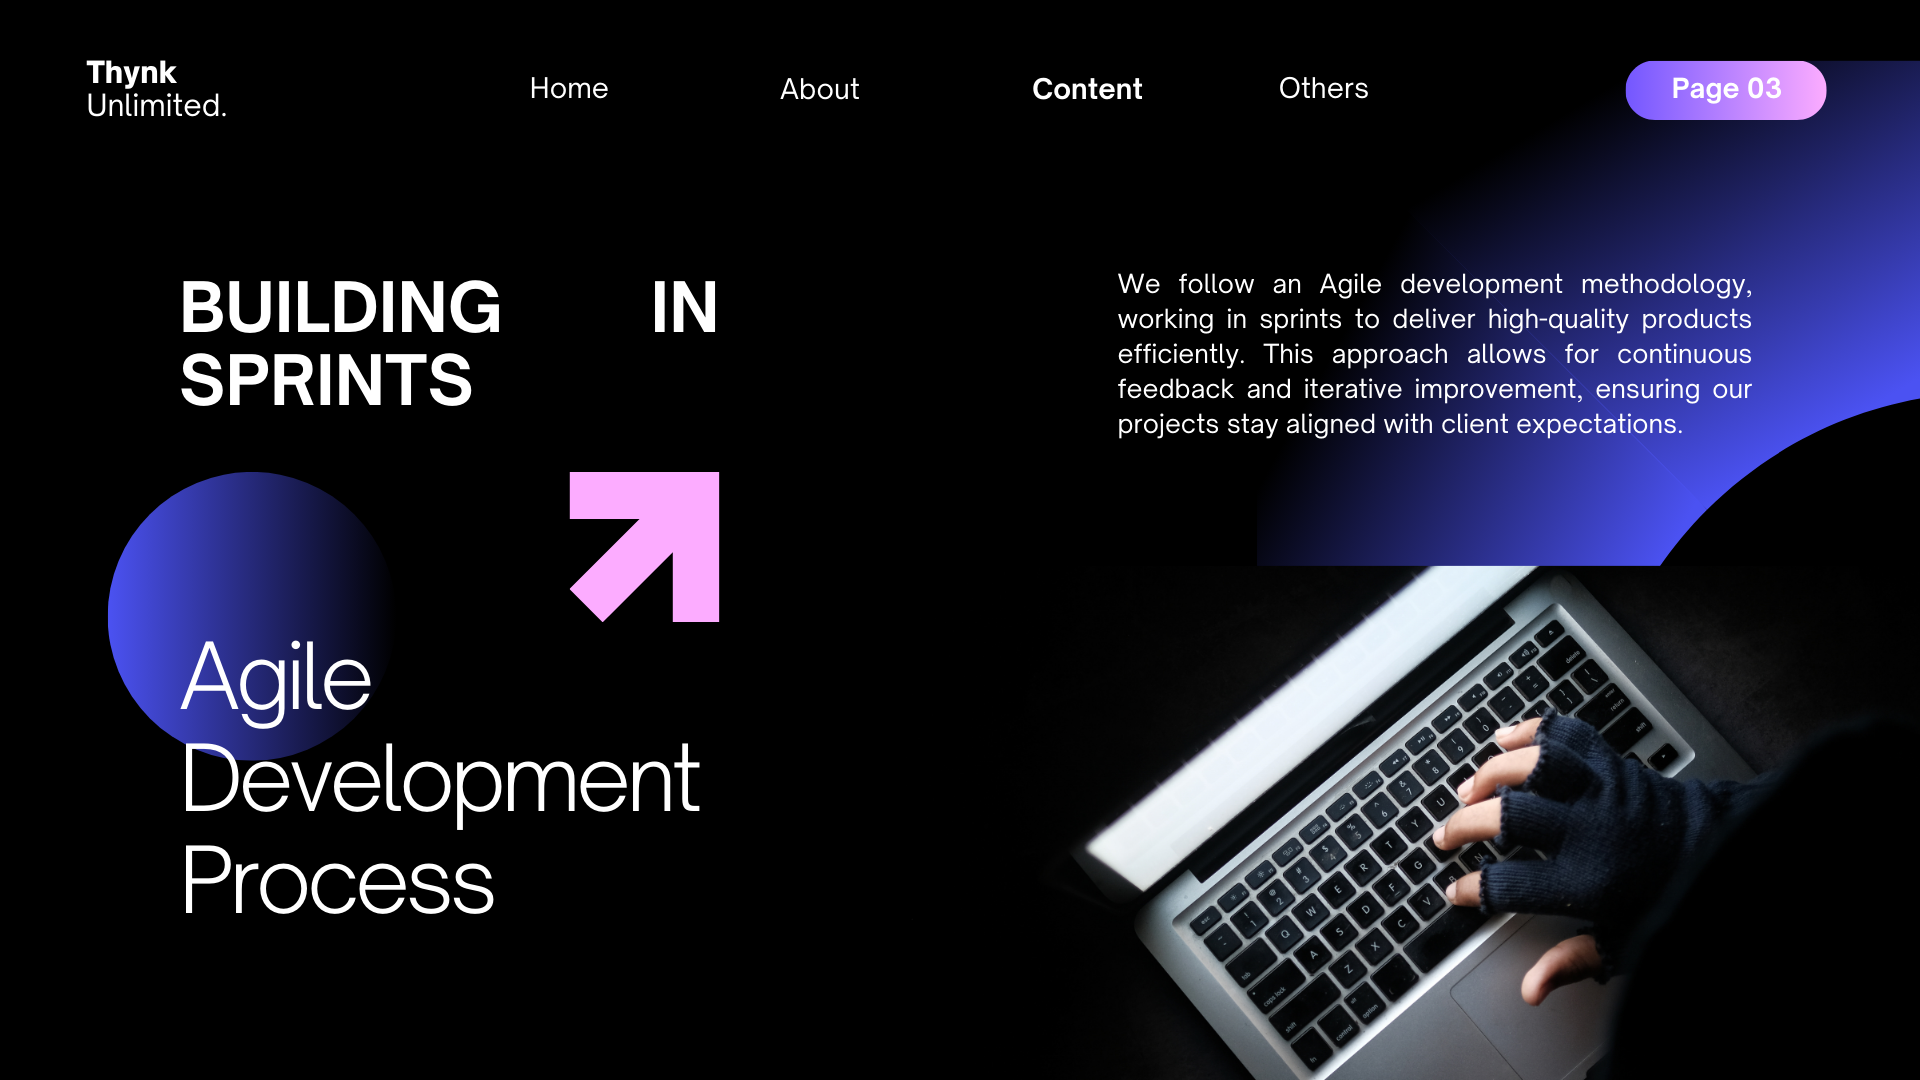 Thynk
Unlimited.
Home
About
Content
Others
Page 03
BUILDING IN
SPRINTS
Agile
Development
Process
We follow an Agile development methodology,
working in sprints to deliver high-quality products
efficiently. This approach allows for continuous
feedback and iterative improvement, ensuring our
projects stay aligned with client expectations.